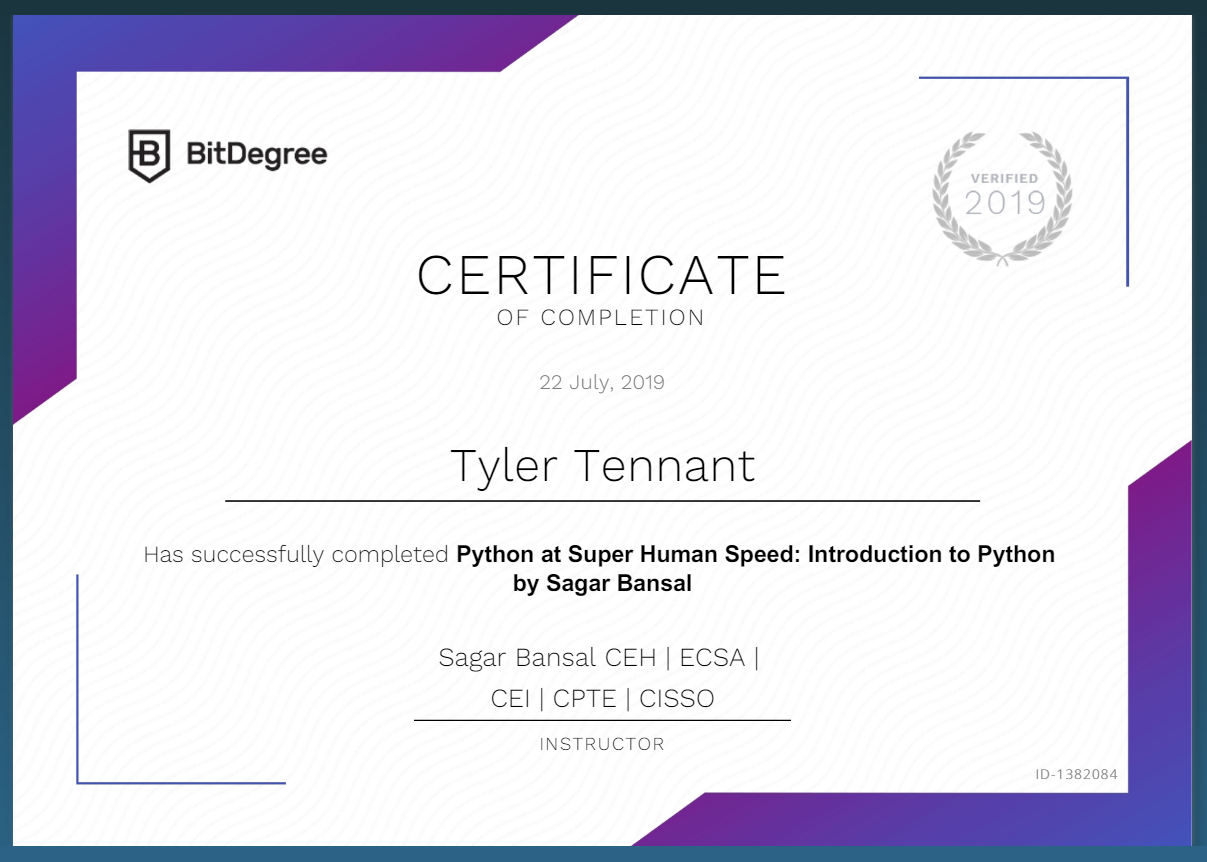 BitDegree
VERIFIED
2019
CERTIFICATE
OF COMPLETION
22 July, 2019
Tyler Tennant
Has successfully completed Python at Super Human Speed: Introduction to Python
by Sagar Bansal
Sagar Bansal CEH | ECSA |
CEI | CPTE | CISSO
INSTRUCTOR
ID-1382084